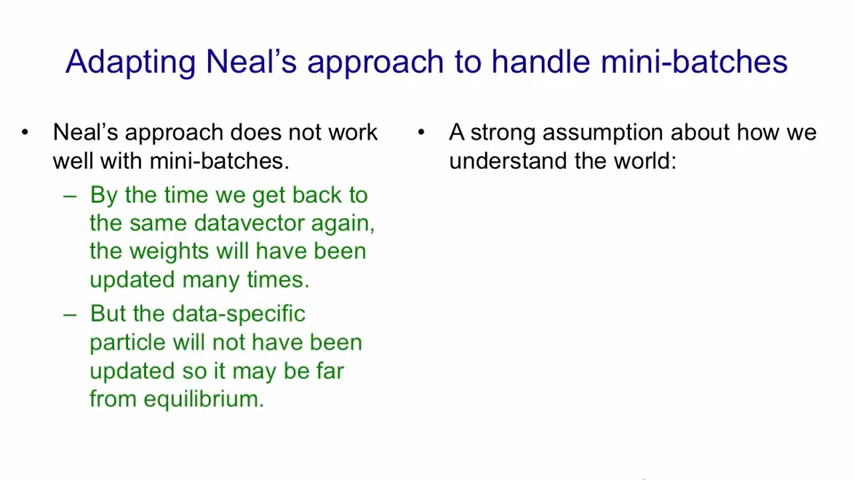 Adapting Neal's approach to handle mini-batches
• Neal's approach does not work
well with mini-batches.
– By the time we get back to
the same datavector again,
the weights will have been
updated many times.
– But the data-specific
particle will not have been
updated so it may be far
from equilibrium.
• A strong assumption about how we
understand the world: